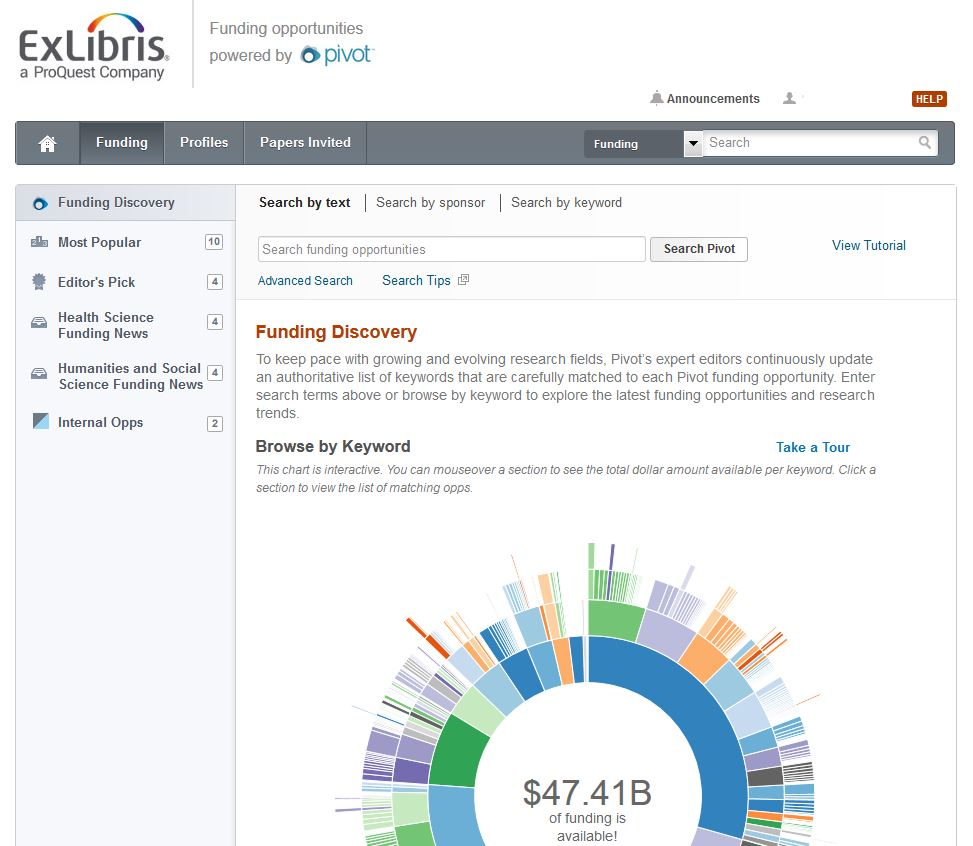 ExLibris®
a ProQuest Company
Funding opportunities
powered by pivot™
Announcements
HELP
Funding
Profiles
Papers Invited
Funding
Search
Funding Discovery
Most Popular
10
Editor's Pick
4
Health Science
Funding News
4
Humanities and Social
Science Funding News
4
Internal Opps
2
Search by text
Search by sponsor
Search by keyword
Search funding opportunities
Search Pivot
View Tutorial
Advanced Search
Search Tips
Funding Discovery
To keep pace with growing and evolving research fields, Pivot's expert editors continuously update
an authoritative list of keywords that are carefully matched to each Pivot funding opportunity. Enter
search terms above or browse by keyword to explore the latest funding opportunities and research
trends.
Browse by Keyword
Take a Tour
This chart is interactive. You can mouseover a section to see the total dollar amount available per keyword. Click a
section to view the list of matching opps.
$47.41B
of funding is
available!